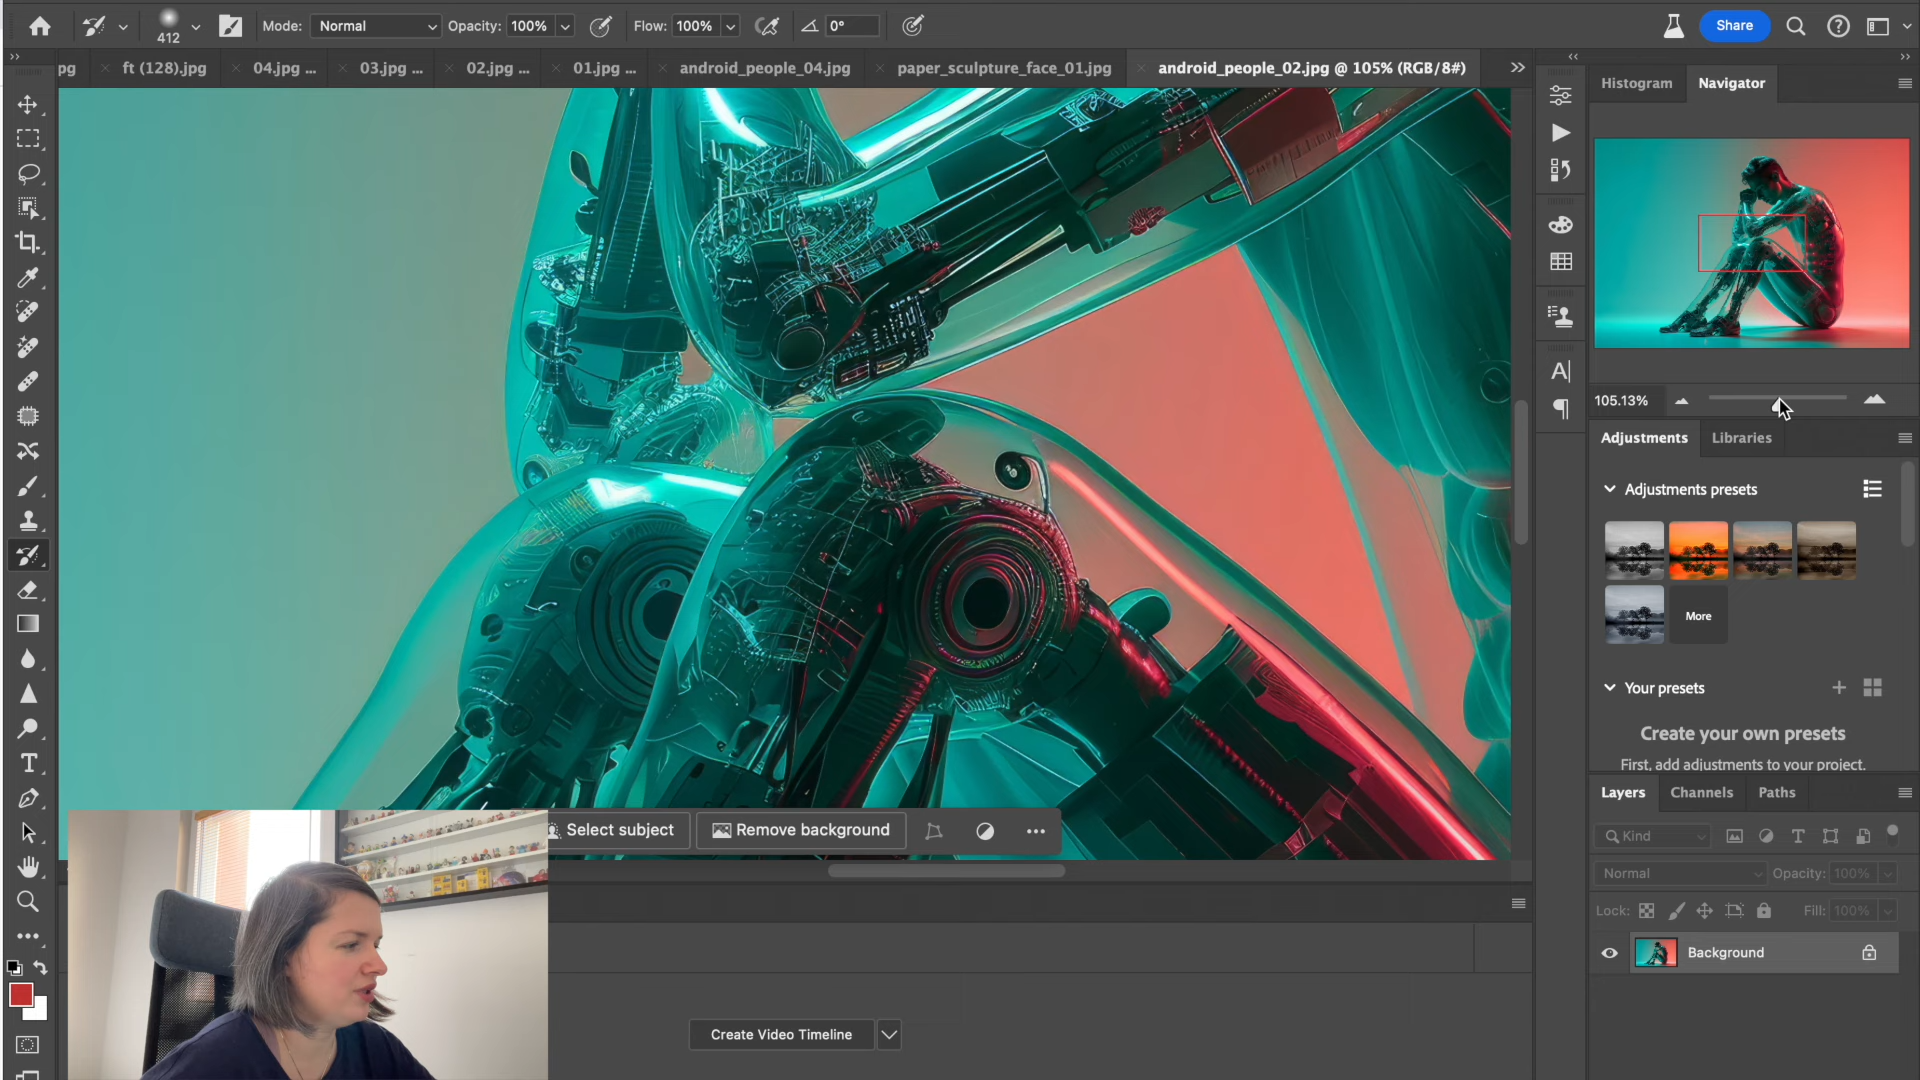 412
Mode: Normal
Opacity: 100%
Flow: 100%
0°
Share
pg
ft (128).jpg
04.jpg ...
03.jpg ...
02.jpg ...
01.jpg ...
android_people_04.jpg
paper_sculpture_face_01.jpg
android_people_02.jpg @ 105% (RGB/8#)
Histogram
Navigator
105.13%
Adjustments
Libraries
Adjustments presets
More
Your presets
Create your own presets
First, add adjustments to your project.
Layers
Channels
Paths
Kind
Normal
Opacity: 100%
Lock:
Fill: 100%
Background
Select subject
Remove background
Create Video Timeline